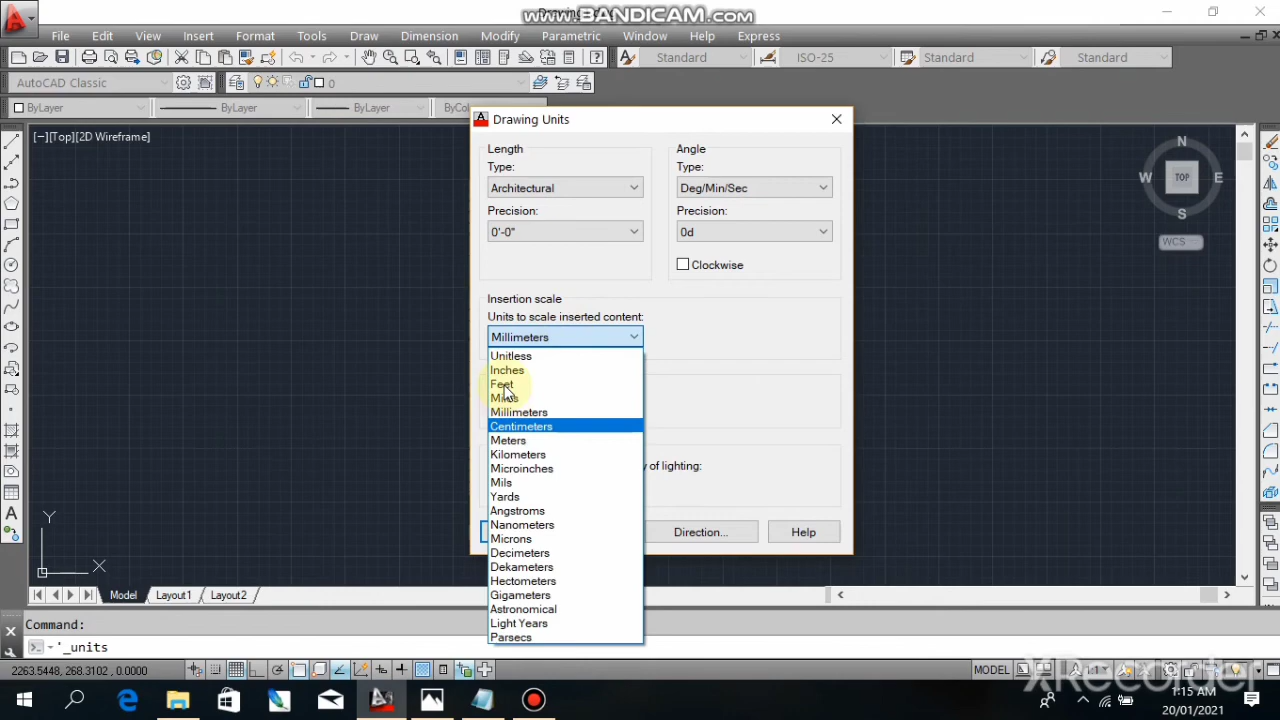 www.BANDICAM.com
File Edit View Insert Format Tools Draw Dimension Modify Parametric Window Help Express
Standard ISO-25 Standard Standard
AutoCAD Classic 0
ByLayer ByLayer ByLayer ByCol
[−][Top][2D Wireframe]
Drawing Units
Length
Type:
Architectural
Precision:
0'-0"
Angle
Type:
Deg/Min/Sec
Precision:
0d
Clockwise
Insertion scale
Units to scale inserted content:
Millimeters
Unitless
Inches
Feet
Miles
Millimeters
Centimeters
Meters
Kilometers
Microinches
Mils
Yards
Angstroms
Nanometers
Microns
Decimeters
Dekameters
Hectometers
Gigameters
Astronomical
Light Years
Parsecs
y of lighting:
Direction... Help
N
W TOP E
S
WCS
Y
X
Model Layout1 Layout2
Command:
'_units
2263.5448, 268.3102, 0.0000
MODEL 1:1
XRecorder
1:15 AM
20/01/2021